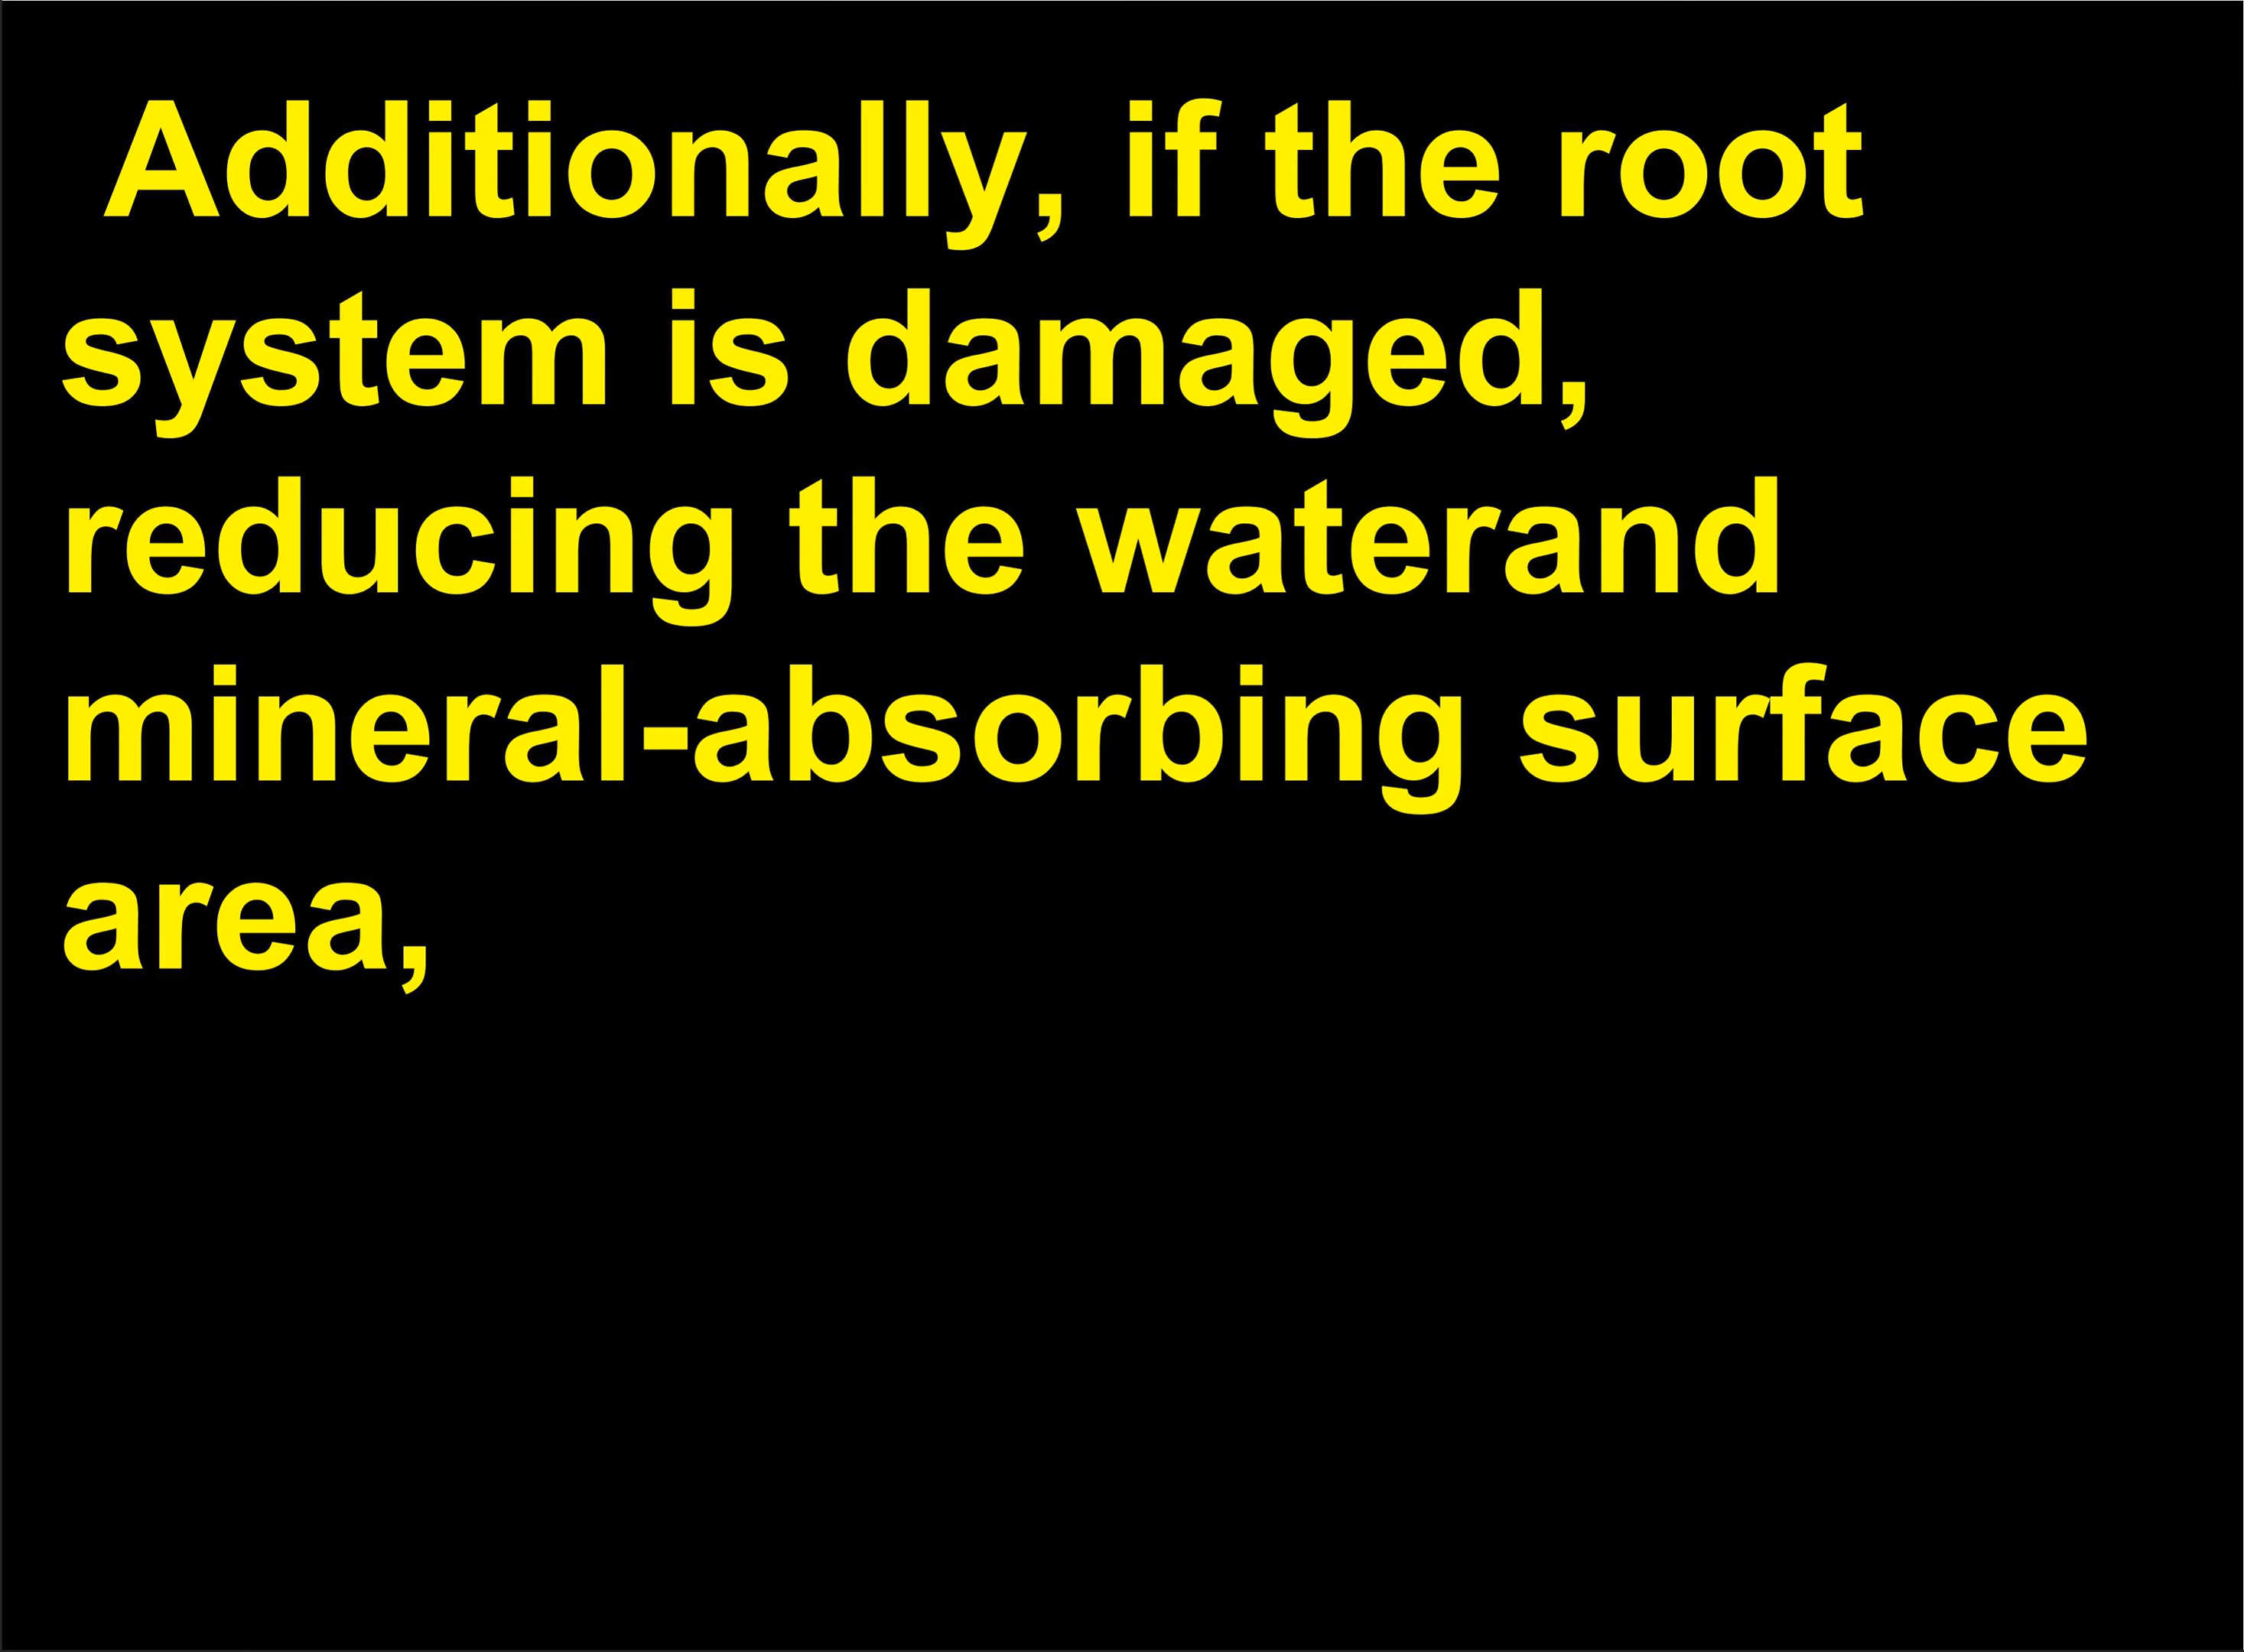 Additionally, if the root
system is damaged,
reducing the waterand
mineral-absorbing surface
area,